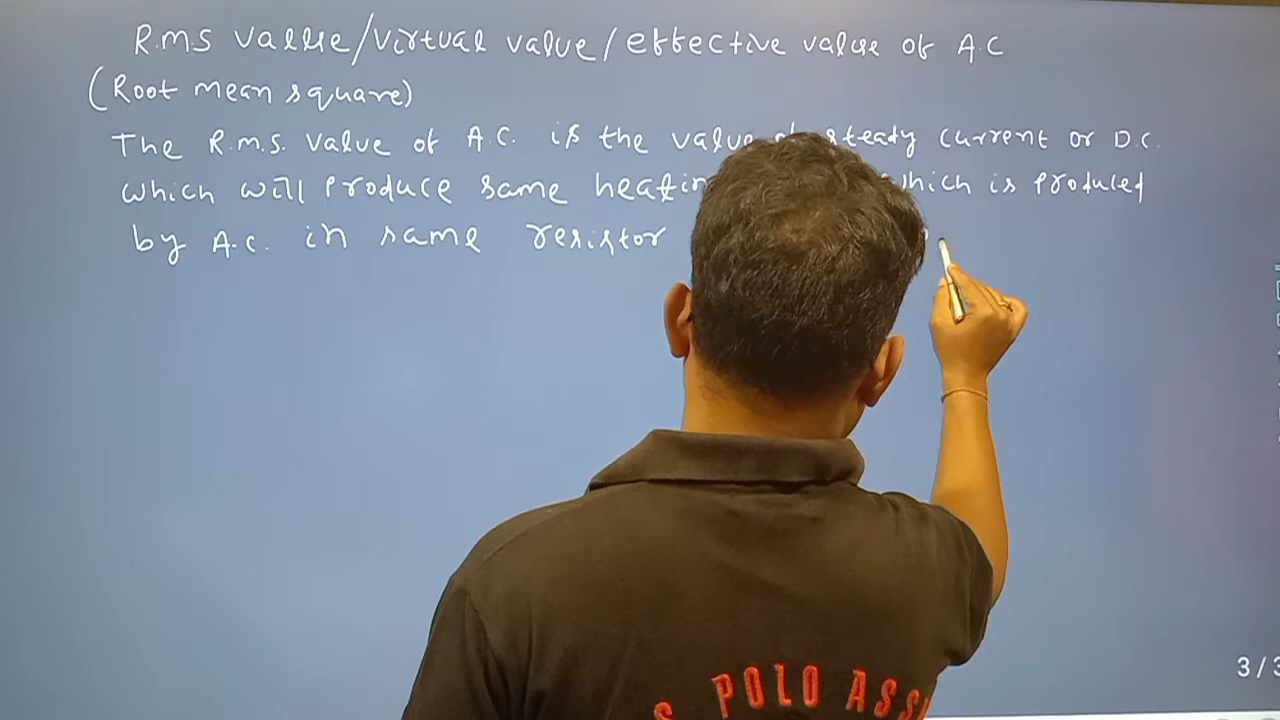 R.ms value/virtual value/effective value of A.C
(Root mean square)
The R.m.s. value of A.C. is the value steady current or D.C.
which will produce same which is produced
by A.C. in same resistor
POLO ASS
3/3